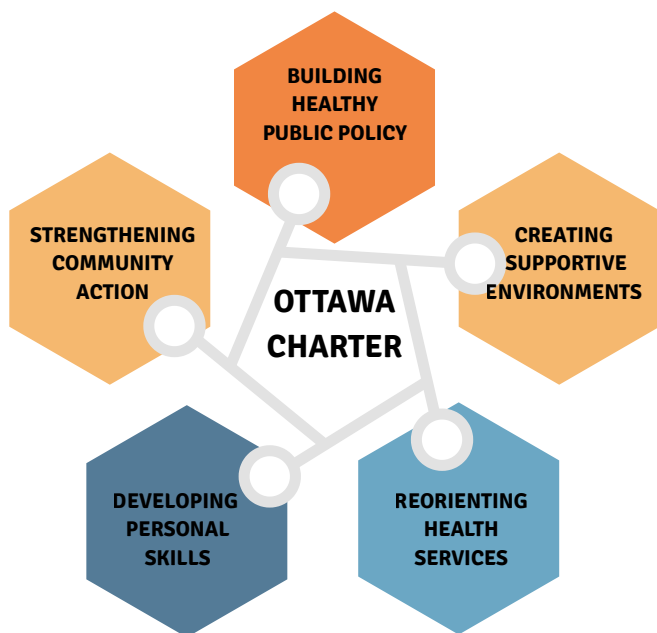 BUILDING
HEALTHY
PUBLIC POLICY
STRENGTHENING
COMMUNITY
ACTION
CREATING
SUPPORTIVE
ENVIRONMENTS
OTTAWA
CHARTER
DEVELOPING
PERSONAL
SKILLS
REORIENTING
HEALTH
SERVICES